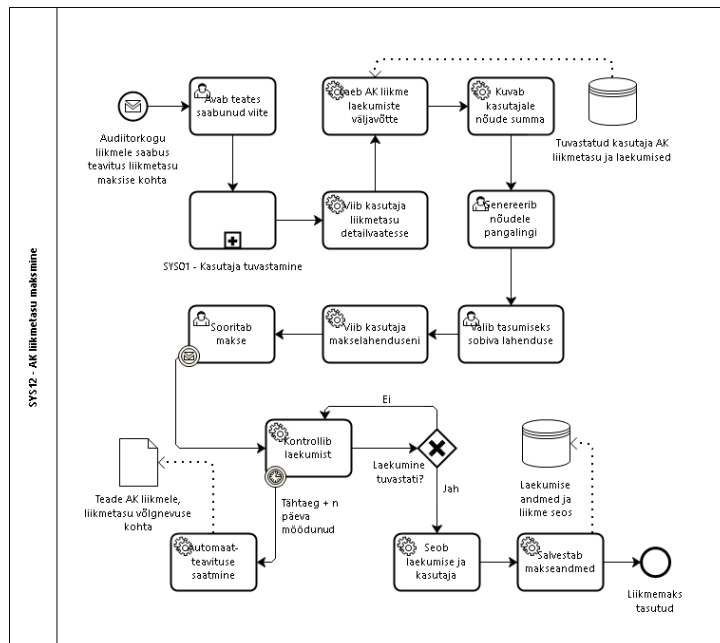 SYS12 - AK liikmetasu maksmine
Audiitorkogu
liikmele saabus
teavitus liikmetasu
maksise kohta
Avab teates
saabunud viite
SYS01 - Kasutaja tuvastamine
Viib kasutaja
liikmetasu
detailvaatesse
Laeb AK liikme
laekumiste
väljavõtte
Kuvab
kasutajale
nõude summa
Tuvastatud kasutaja AK
liikmetasu ja laekumised
Genereerib
nõudele
pangalingi
Valib tasumiseks
sobiva lahenduse
Viib kasutaja
makselahenduseni
Sooritab
makse
Kontrollib
laekumist
Ei
Laekumine
tuvastati?
Jah
Tähtaeg + n
päeva
möödunud
Teade AK liikmele,
liikmetasu võlgnevuse
kohta
Automaat-
teavituse
saatmine
Seob
laekumise ja
kasutaja
Laekumise
andmed ja
liikme seos
Salvestab
makseandmed
Liikmemaks
tasutud